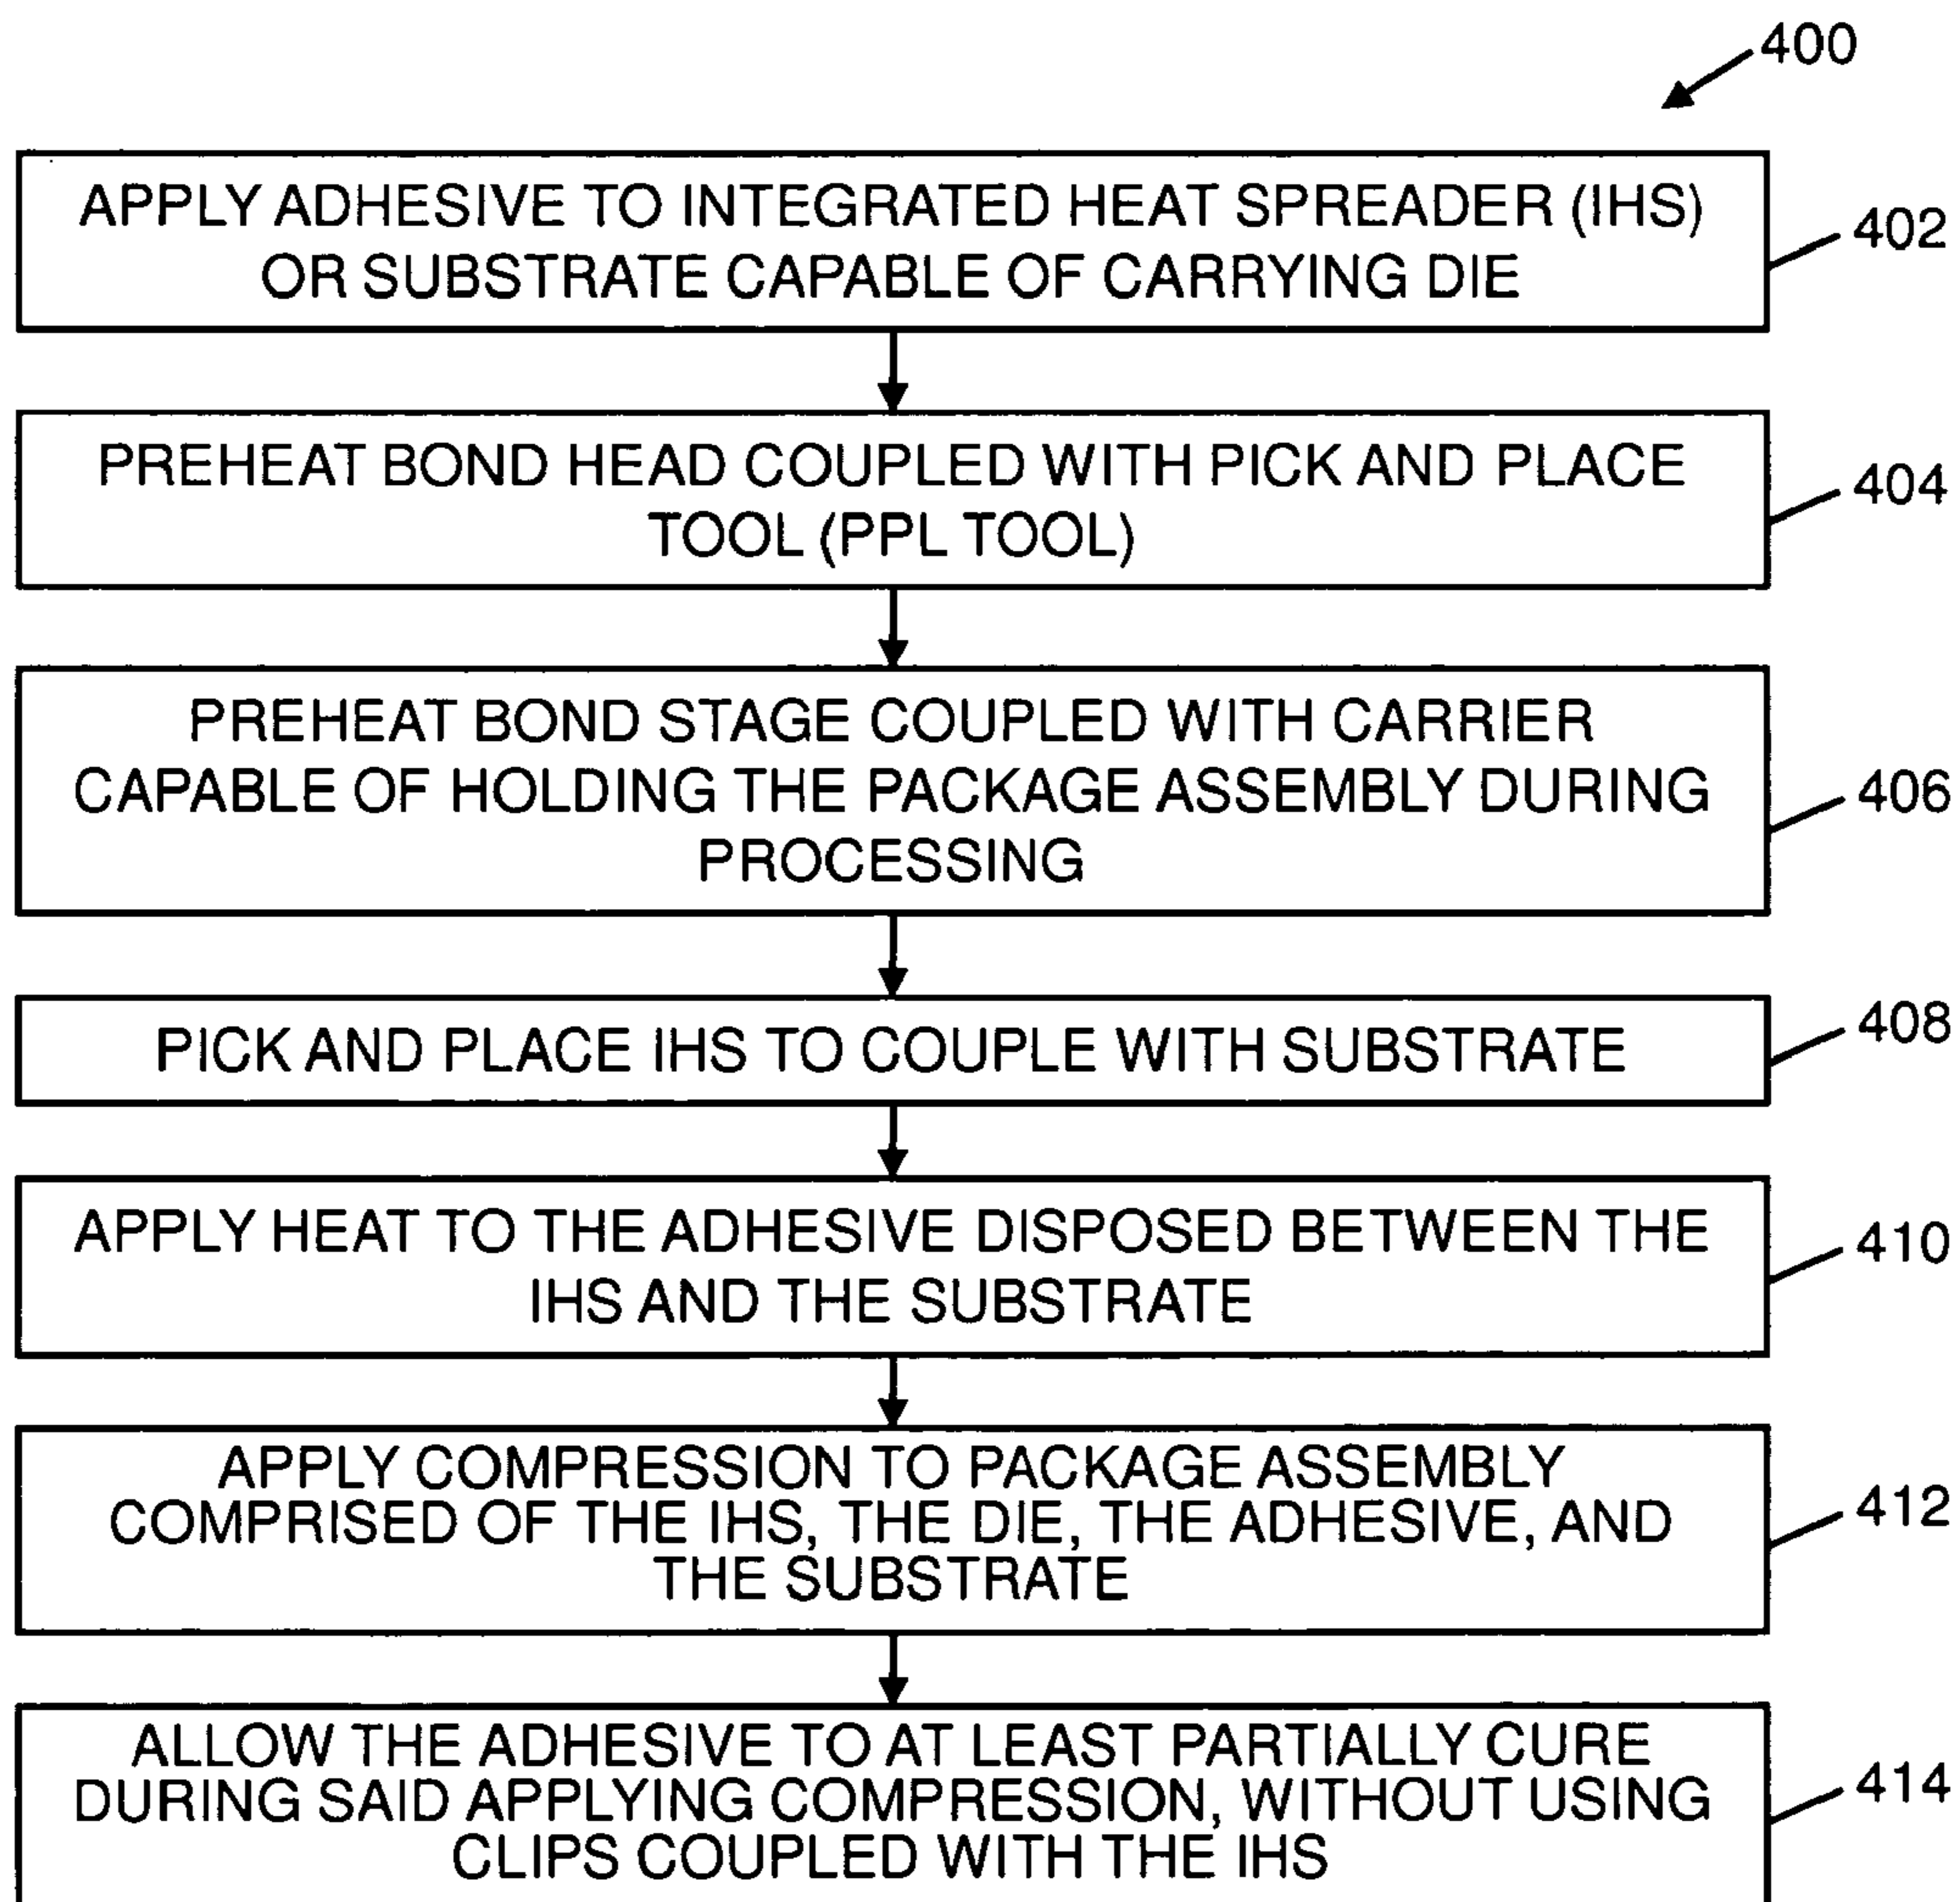 400
APPLY ADHESIVE TO INTEGRATED HEAT SPREADER (IHS)
OR SUBSTRATE CAPABLE OF CARRYING DIE
402
PREHEAT BOND HEAD COUPLED WITH PICK AND PLACE
TOOL (PPL TOOL)
404
PREHEAT BOND STAGE COUPLED WITH CARRIER
CAPABLE OF HOLDING THE PACKAGE ASSEMBLY DURING
PROCESSING
406
PICK AND PLACE IHS TO COUPLE WITH SUBSTRATE
408
APPLY HEAT TO THE ADHESIVE DISPOSED BETWEEN THE
IHS AND THE SUBSTRATE
410
APPLY COMPRESSION TO PACKAGE ASSEMBLY
COMPRISED OF THE IHS, THE DIE, THE ADHESIVE, AND
THE SUBSTRATE
412
ALLOW THE ADHESIVE TO AT LEAST PARTIALLY CURE
DURING SAID APPLYING COMPRESSION, WITHOUT USING
CLIPS COUPLED WITH THE IHS
414